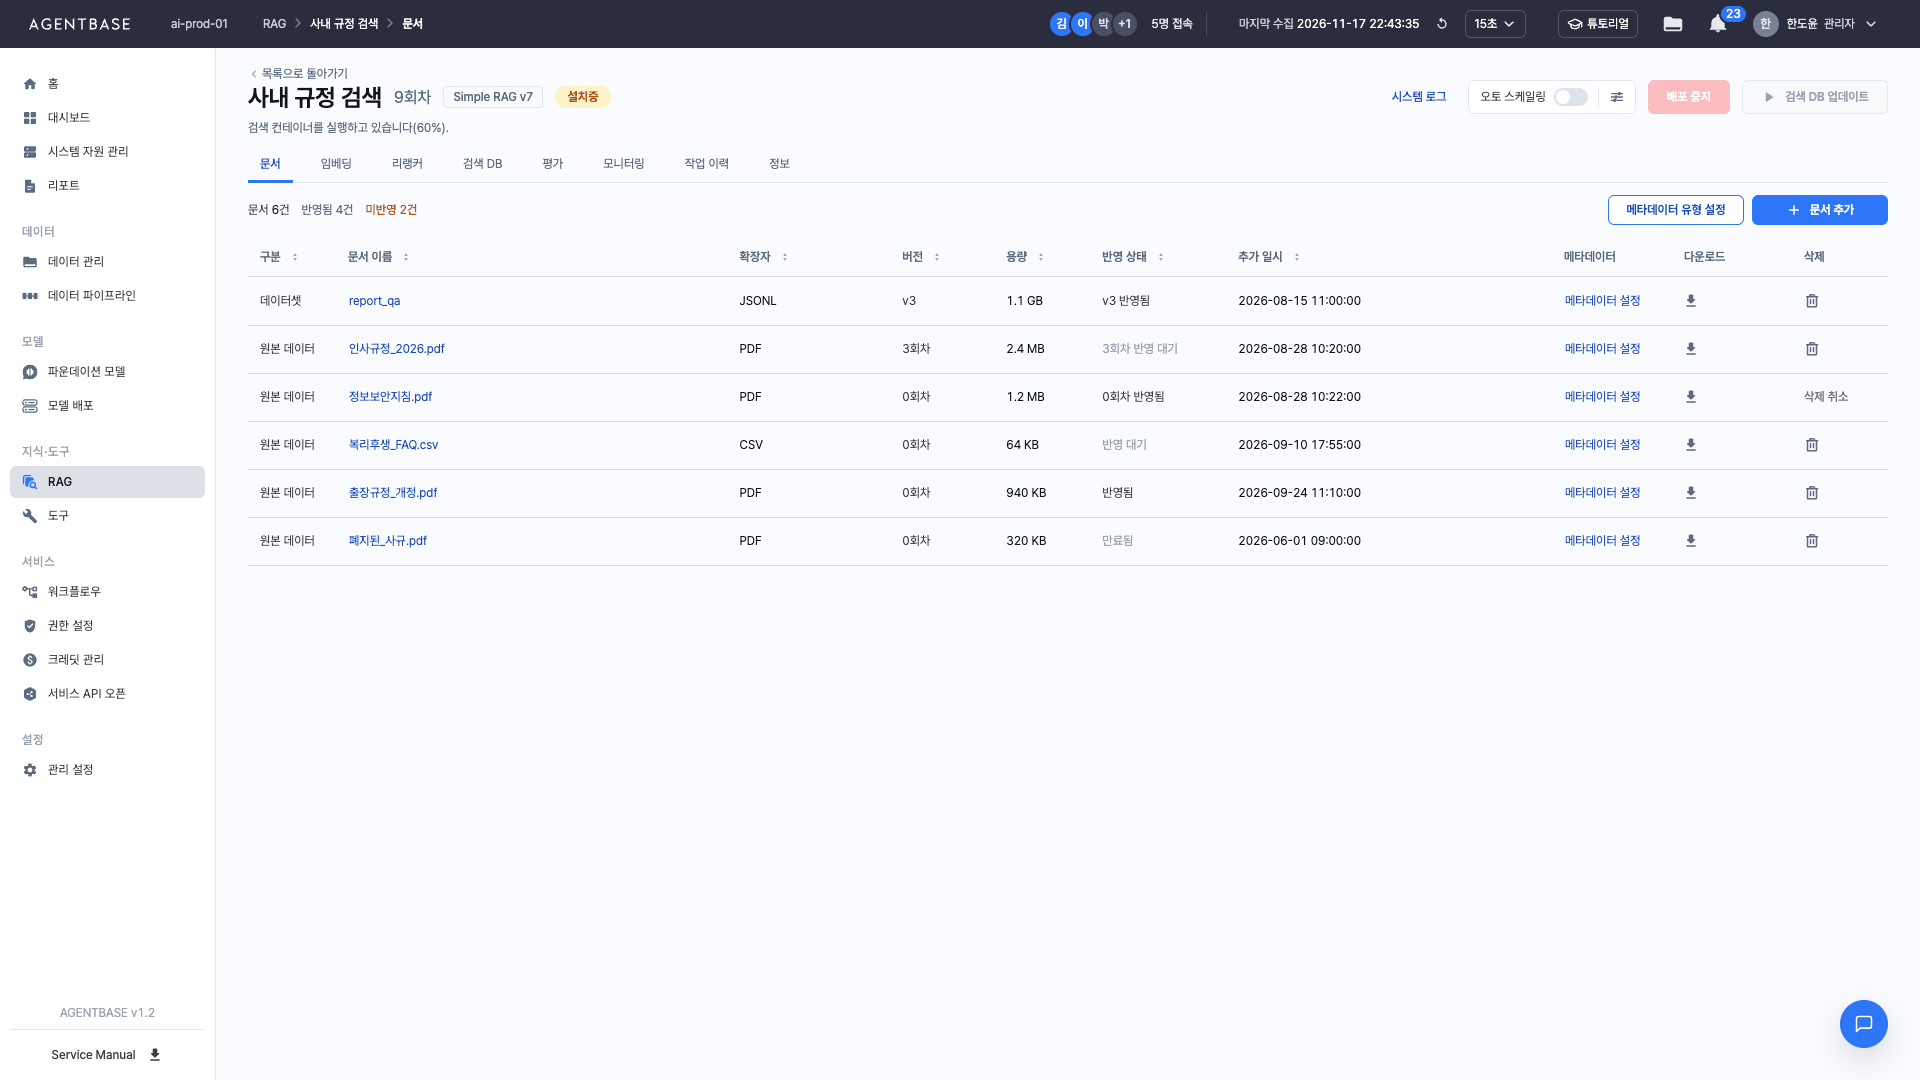 AGENTBASE
ai-prod-01
RAG 사내 규정 검색 문서
김 이 박 +1 5명 접속
마지막 수집 2026-11-17 22:43:35
15초
튜토리얼
23
한 한도윤 관리자
홈
대시보드
시스템 자원 관리
리포트
데이터
데이터 관리
데이터 파이프라인
모델
파운데이션 모델
모델 배포
지식·도구
RAG
도구
서비스
워크플로우
권한 설정
크레딧 관리
서비스 API 오픈
설정
관리 설정
AGENTBASE v1.2
Service Manual
목록으로 돌아가기
사내 규정 검색 9회차 Simple RAG v7 설치중
검색 컨테이너를 실행하고 있습니다(60%).
시스템 로그
오토 스케일링
배포 중지
검색 DB 업데이트
문서 임베딩 리랭커 검색 DB 평가 모니터링 작업 이력 정보
문서 6건 반영됨 4건 미반영 2건
메타데이터 유형 설정
문서 추가
구분 문서 이름 확장자 버전 용량 반영 상태 추가 일시 메타데이터 다운로드 삭제
데이터셋 report_qa JSONL v3 1.1 GB v3 반영됨 2026-08-15 11:00:00 메타데이터 설정
원본 데이터 인사규정_2026.pdf PDF 3회차 2.4 MB 3회차 반영 대기 2026-08-28 10:20:00 메타데이터 설정
원본 데이터 정보보안지침.pdf PDF 0회차 1.2 MB 0회차 반영됨 2026-08-28 10:22:00 메타데이터 설정 삭제 취소
원본 데이터 복리후생_FAQ.csv CSV 0회차 64 KB 반영 대기 2026-09-10 17:55:00 메타데이터 설정
원본 데이터 출장규정_개정.pdf PDF 0회차 940 KB 반영됨 2026-09-24 11:10:00 메타데이터 설정
원본 데이터 폐지된_사규.pdf PDF 0회차 320 KB 만료됨 2026-06-01 09:00:00 메타데이터 설정